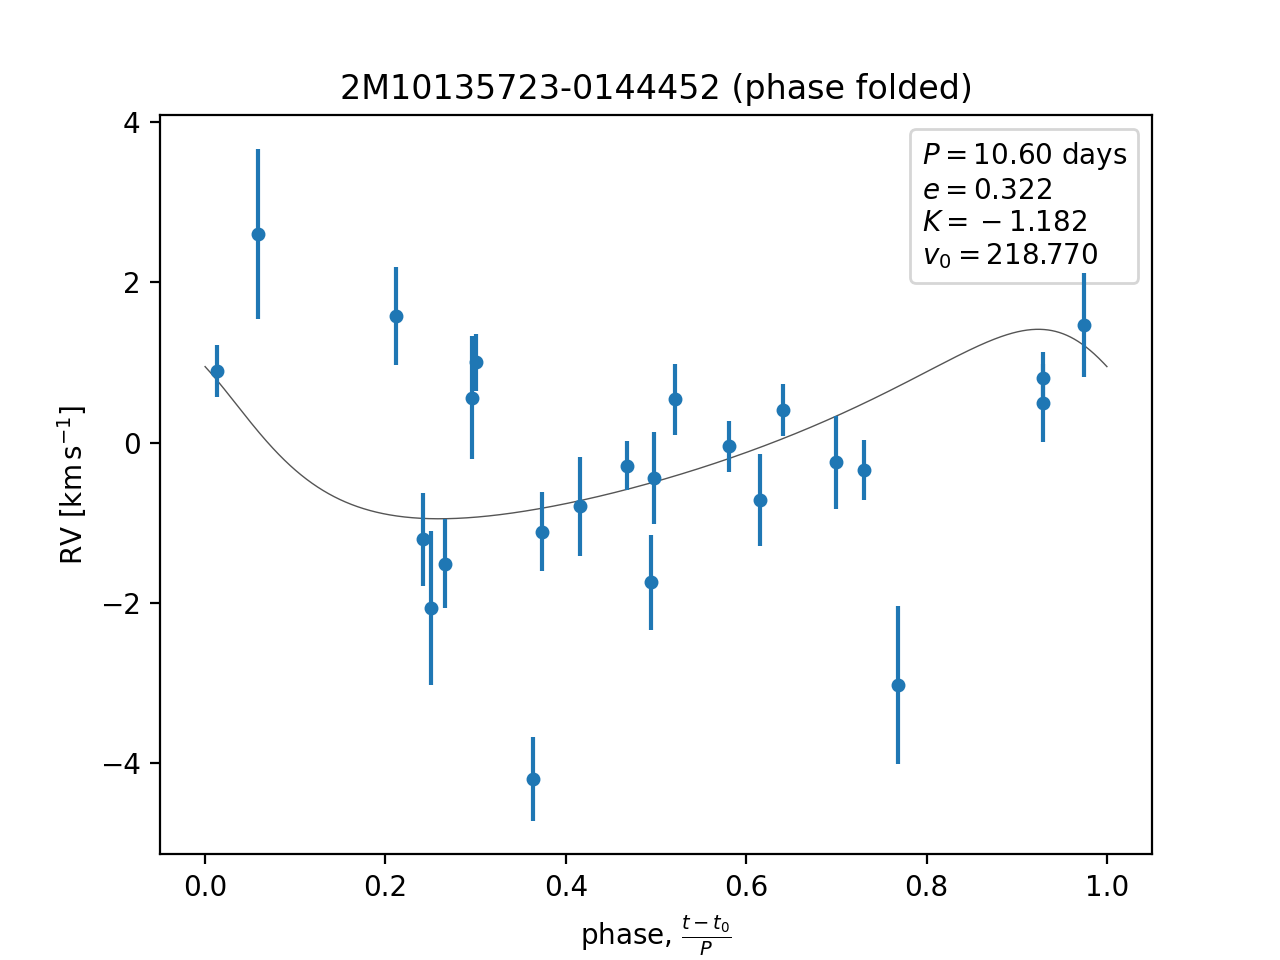 2M10135723-0144452 (phase folded)
P = 10.60 days
e = 0.322
K = −1.182
v₀ = 218.770
RV [km s⁻¹]
4
2
0
−2
−4
0.0 0.2 0.4 0.6 0.8 1.0
phase, (t − t₀)/P